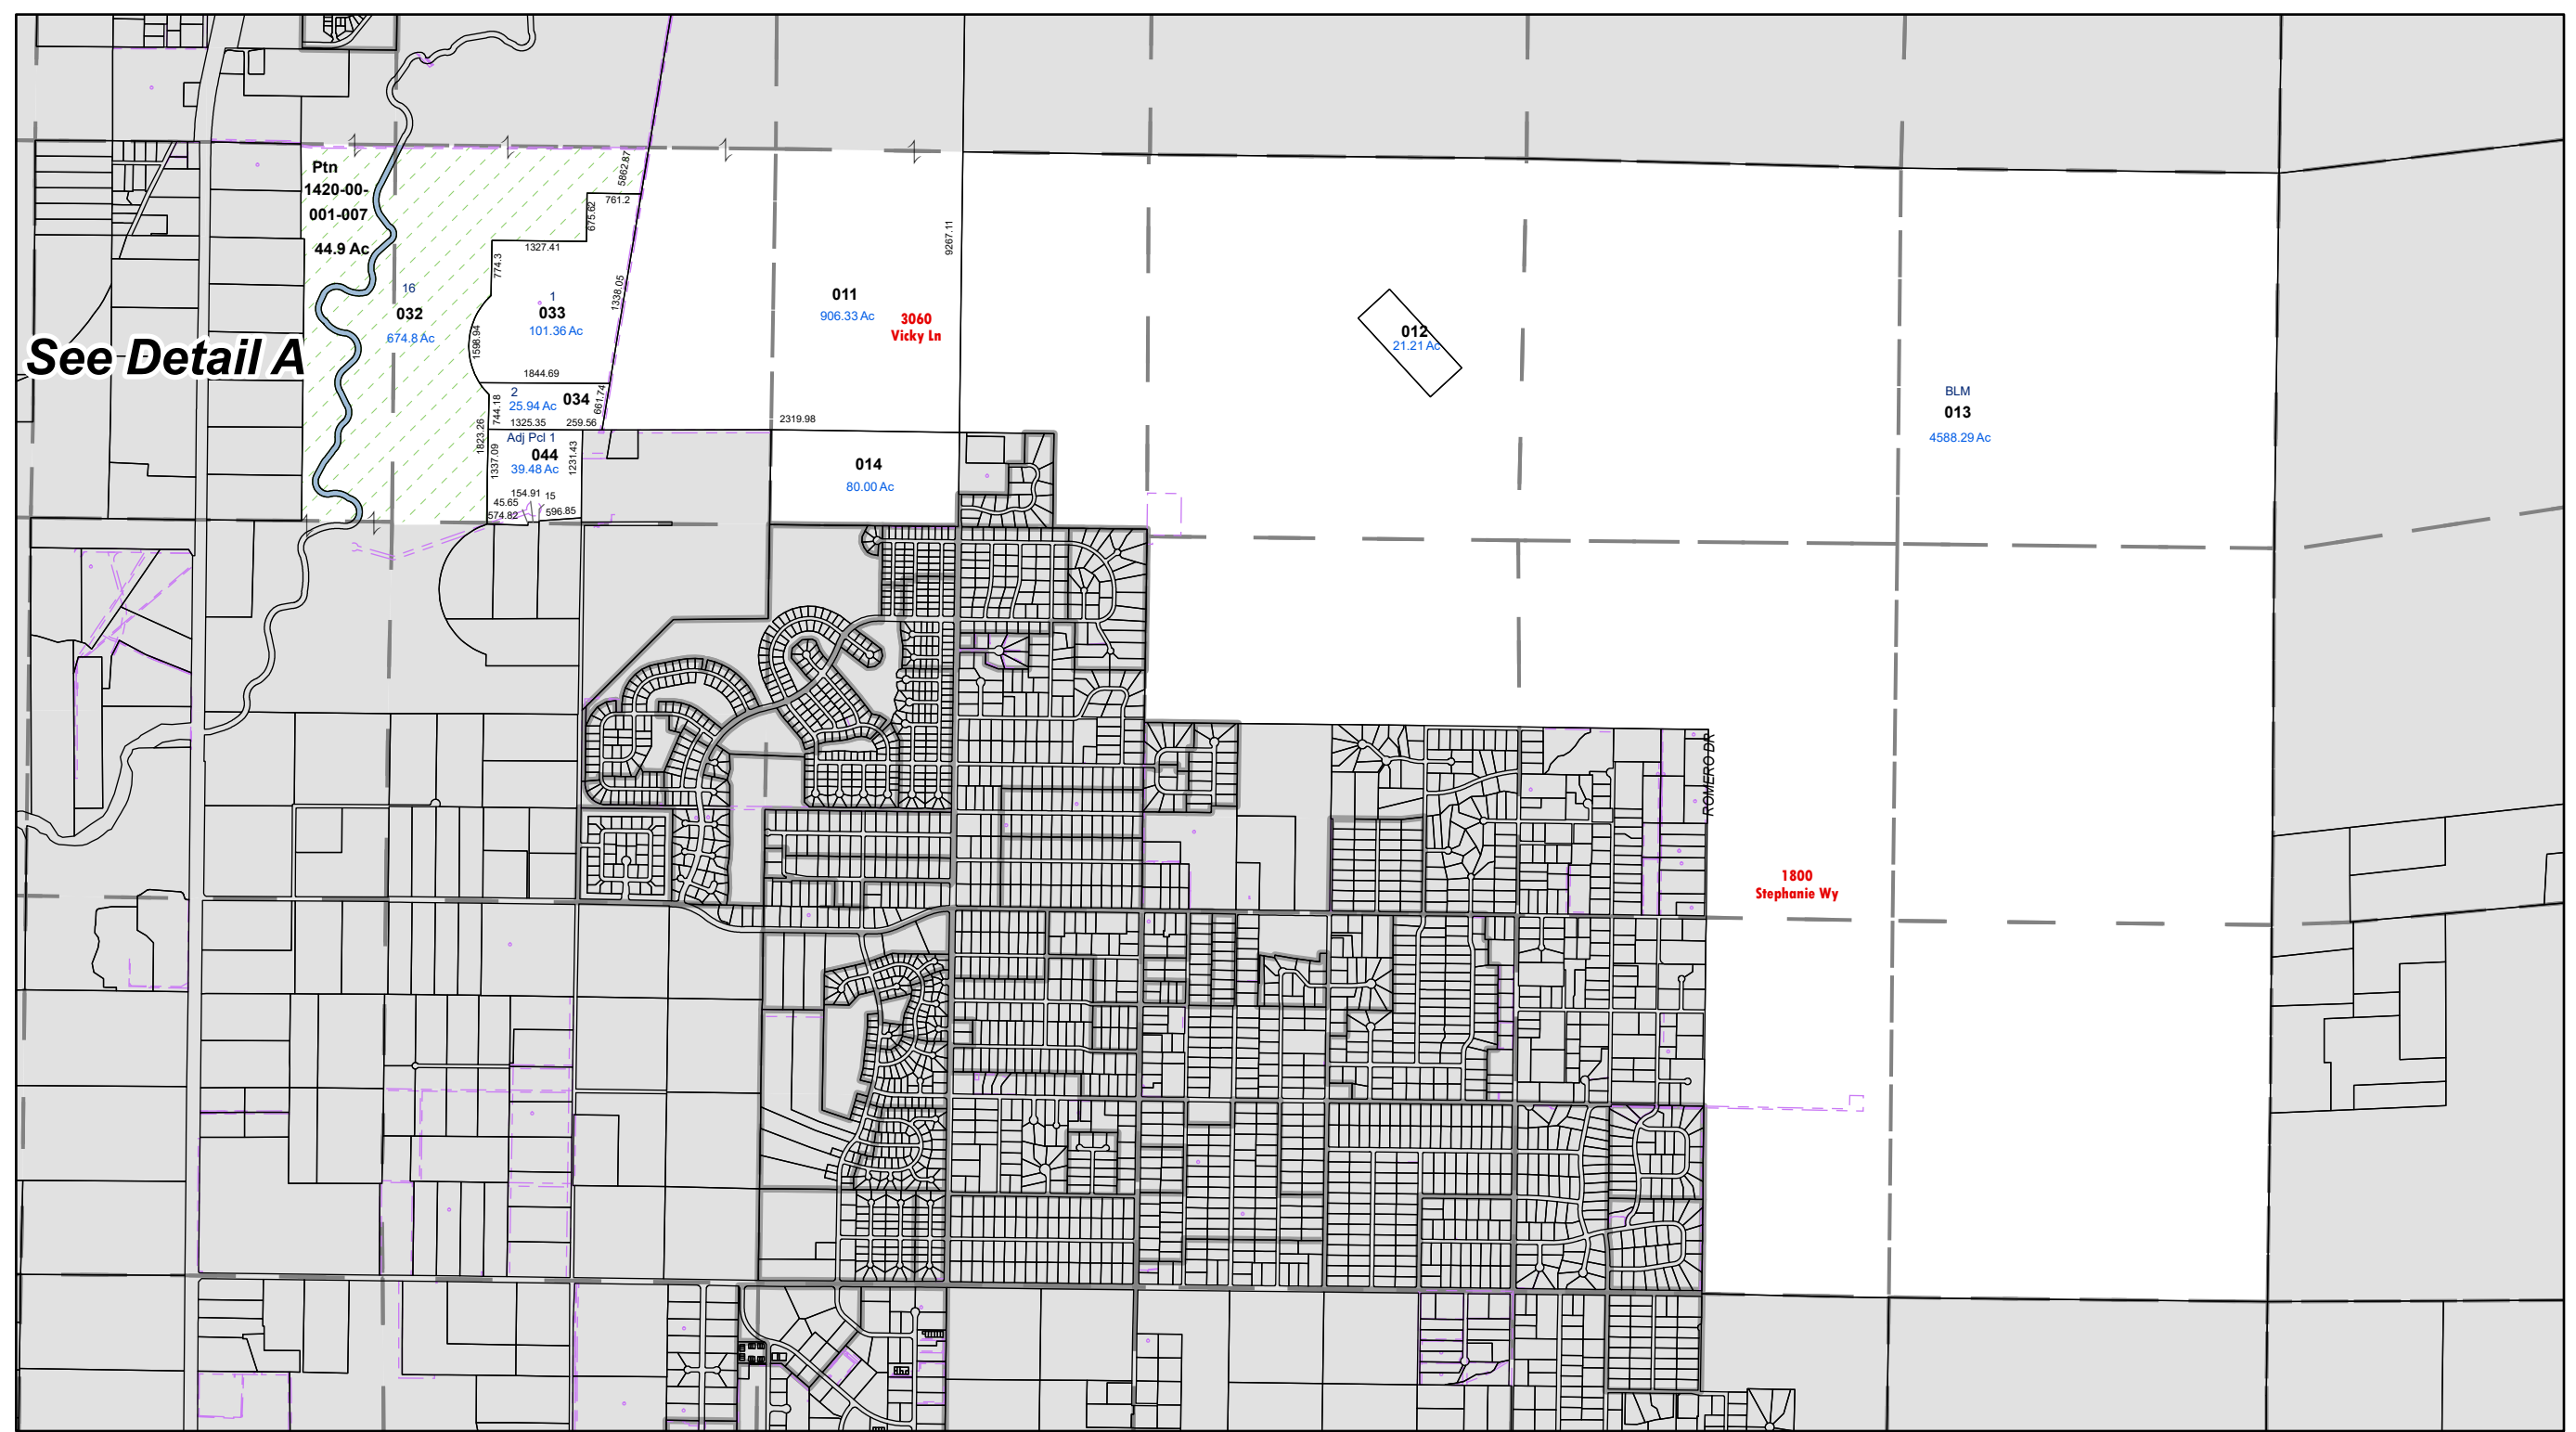 Ptn
1420-00-
001-007
44.9 Ac
16
032
674.8 Ac
See Detail A
5862.87
761.2
675.62
1327.41
774.3
1
033
101.36 Ac
1338.05
1598.94
1844.69
2
25.94 Ac
034
661.74
744.18
1325.35
259.56
1823.26
Adj Pcl 1
044
39.48 Ac
1337.09
1231.43
154.91
15
45.65
574.82
596.85
011
906.33 Ac
3060
Vicky Ln
9267.11
2319.98
014
80.00 Ac
012
21.21 Ac
BLM
013
4588.29 Ac
ROMERO DR
1800
Stephanie Wy